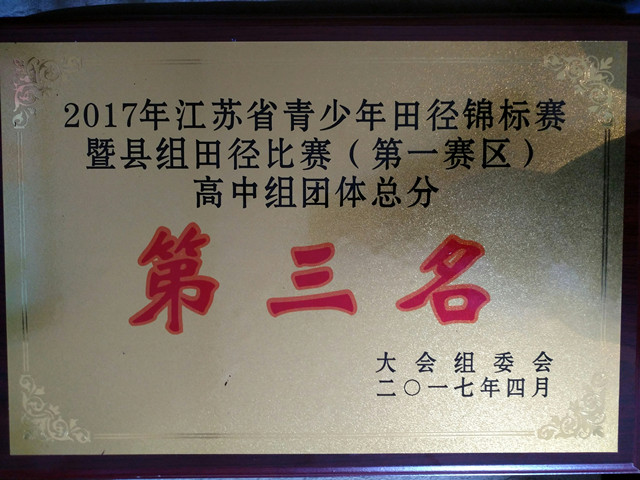 2017年江苏省青少年田径锦标赛
暨县组田径比赛（第一赛区）
高中组团体总分
第三名
大会组委会
二〇一七年四月